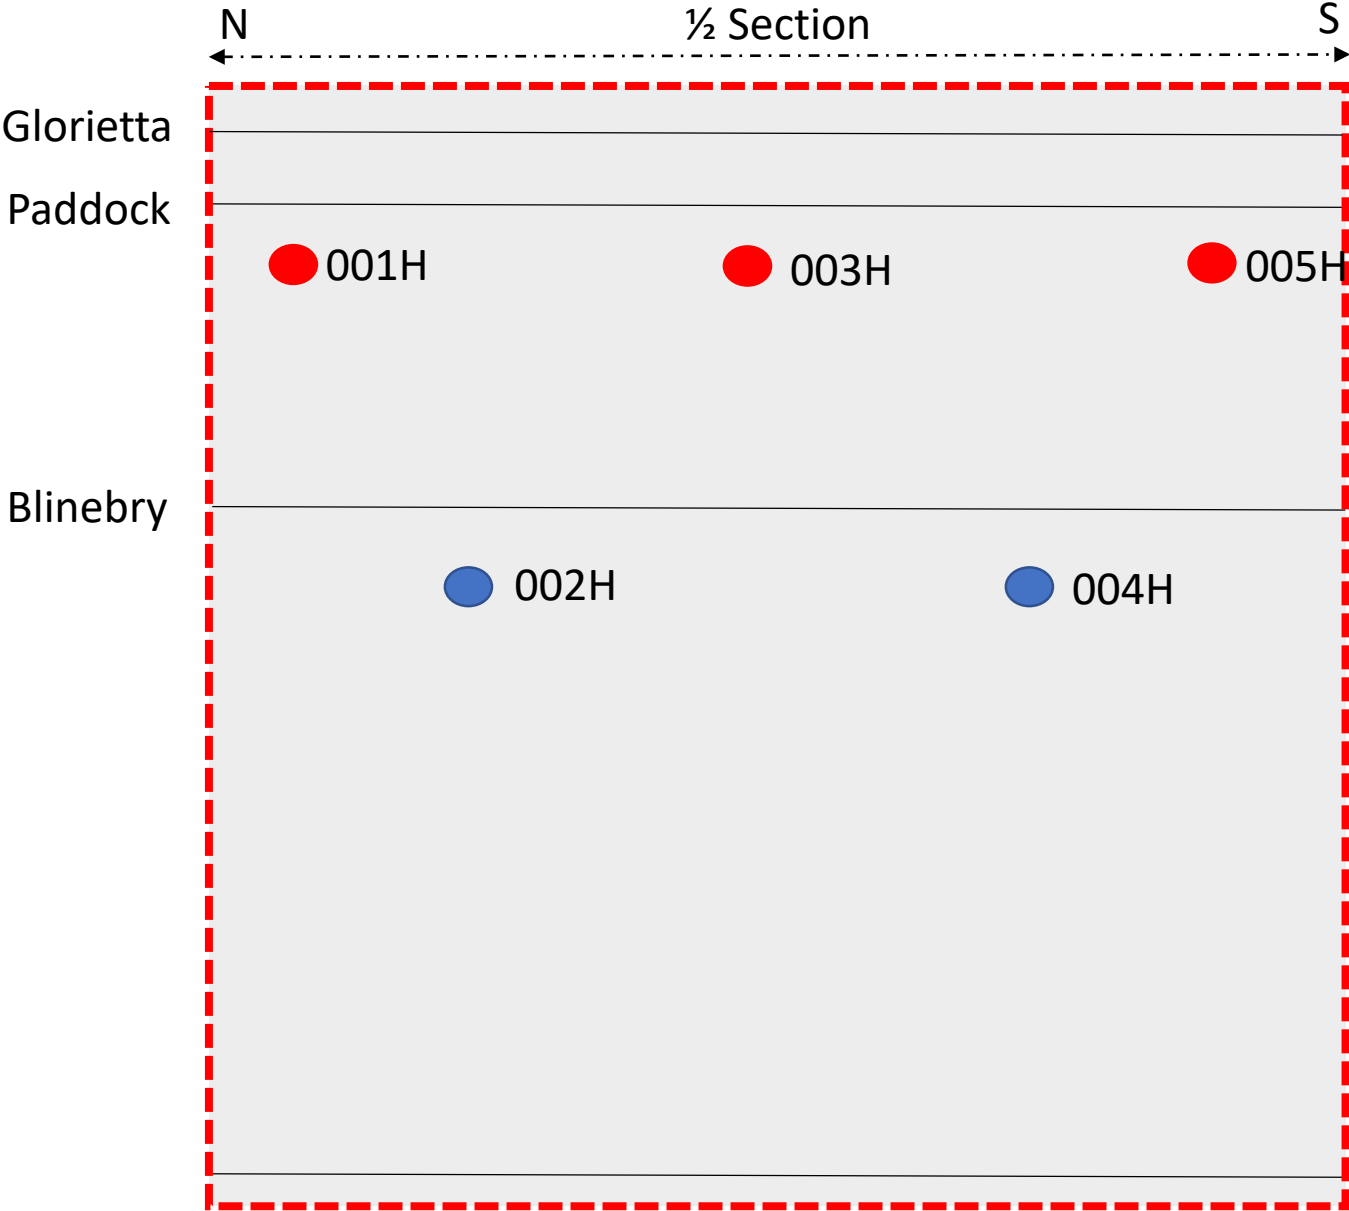 N ½ Section S
Glorietta
Paddock
001H 003H 005H
Blinebry
002H 004H